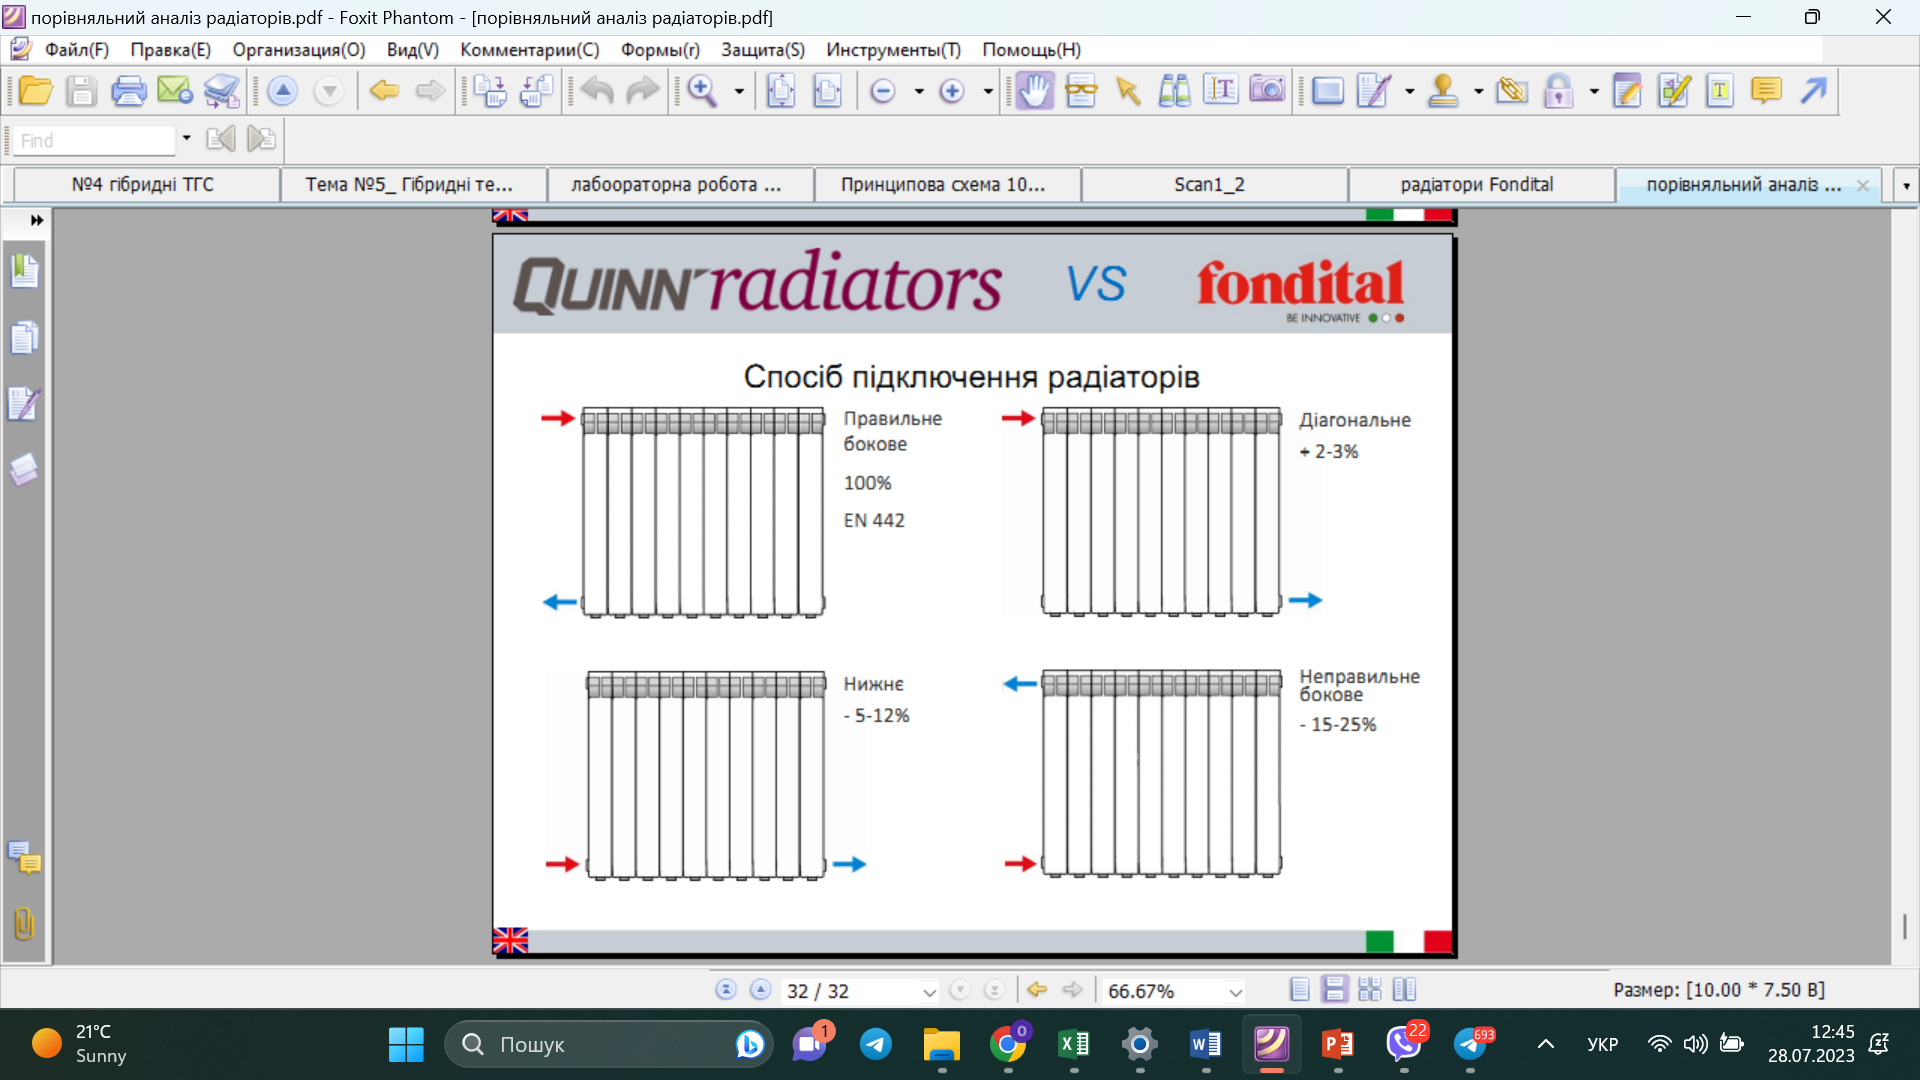 порівняльний аналіз радіаторів.pdf - Foxit Phantom - [порівняльний аналіз радіаторів.pdf]
Файл(F) Правка(E) Организация(O) Вид(V) Комментарии(C) Формы(r) Защита(S) Инструменты(T) Помощь(H)
Find
№4 гібридні ТГС Тема №5_ Гібридні те... лабоораторна робота ... Принципова схема 10... Scan1_2 радіатори Fondital порівняльний аналіз ...
QUINN radiators VS fondital
BE INNOVATIVE
Спосіб підключення радіаторів
Правильне
бокове
100%
EN 442
Діагональне
+ 2-3%
Нижнє
- 5-12%
Неправильне
бокове
- 15-25%
32 / 32 66.67% Размер: [10.00 * 7.50 В]
21°C
Sunny
Пошук
1
0
22
693
УКР
12:45
28.07.2023